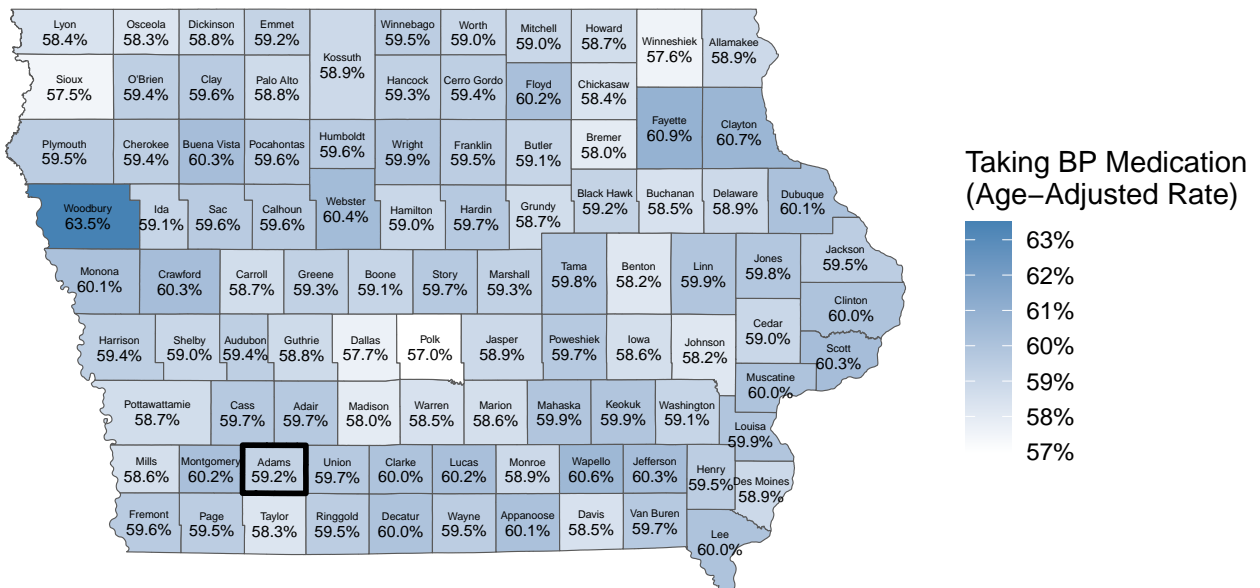 Lyon
58.4%
Osceola
58.3%
Dickinson
58.8%
Emmet
59.2%
Kossuth
58.9%
Winnebago
59.5%
Worth
59.0%
Mitchell
59.0%
Howard
58.7%
Winneshiek
57.6%
Allamakee
58.9%
Sioux
57.5%
O'Brien
59.4%
Clay
59.6%
Palo Alto
58.8%
Hancock
59.3%
Cerro Gordo
59.4%
Floyd
60.2%
Chickasaw
58.4%
Fayette
60.9%
Clayton
60.7%
Plymouth
59.5%
Cherokee
59.4%
Buena Vista
60.3%
Pocahontas
59.6%
Humboldt
59.6%
Wright
59.9%
Franklin
59.5%
Butler
59.1%
Bremer
58.0%
Woodbury
63.5%
Ida
59.1%
Sac
59.6%
Calhoun
59.6%
Webster
60.4%
Hamilton
59.0%
Hardin
59.7%
Grundy
58.7%
Black Hawk
59.2%
Buchanan
58.5%
Delaware
58.9%
Dubuque
60.1%
Monona
60.1%
Crawford
60.3%
Carroll
58.7%
Greene
59.3%
Boone
59.1%
Story
59.7%
Marshall
59.3%
Tama
59.8%
Benton
58.2%
Linn
59.9%
Jones
59.8%
Jackson
59.5%
Clinton
60.0%
Harrison
59.4%
Shelby
59.0%
Audubon
59.4%
Guthrie
58.8%
Dallas
57.7%
Polk
57.0%
Jasper
58.9%
Poweshiek
59.7%
Iowa
58.6%
Johnson
58.2%
Cedar
59.0%
Scott
60.3%
Muscatine
60.0%
Pottawattamie
58.7%
Cass
59.7%
Adair
59.7%
Madison
58.0%
Warren
58.5%
Marion
58.6%
Mahaska
59.9%
Keokuk
59.9%
Washington
59.1%
Louisa
59.9%
Mills
58.6%
Montgomery
60.2%
Adams
59.2%
Union
59.7%
Clarke
60.0%
Lucas
60.2%
Monroe
58.9%
Wapello
60.6%
Jefferson
60.3%
Henry
59.5%
Des Moines
58.9%
Fremont
59.6%
Page
59.5%
Taylor
58.3%
Ringgold
59.5%
Decatur
60.0%
Wayne
59.5%
Appanoose
60.1%
Davis
58.5%
Van Buren
59.7%
Lee
60.0%
Taking BP Medication
(Age−Adjusted Rate)
63%
62%
61%
60%
59%
58%
57%